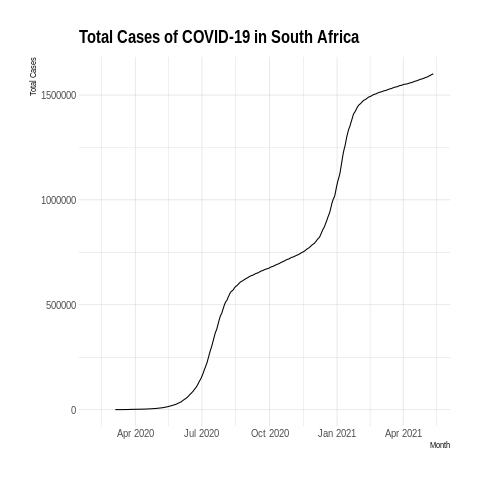 Total Cases of COVID-19 in South Africa
Total Cases
1500000
1000000
500000
0
Apr 2020 Jul 2020 Oct 2020 Jan 2021 Apr 2021
Month